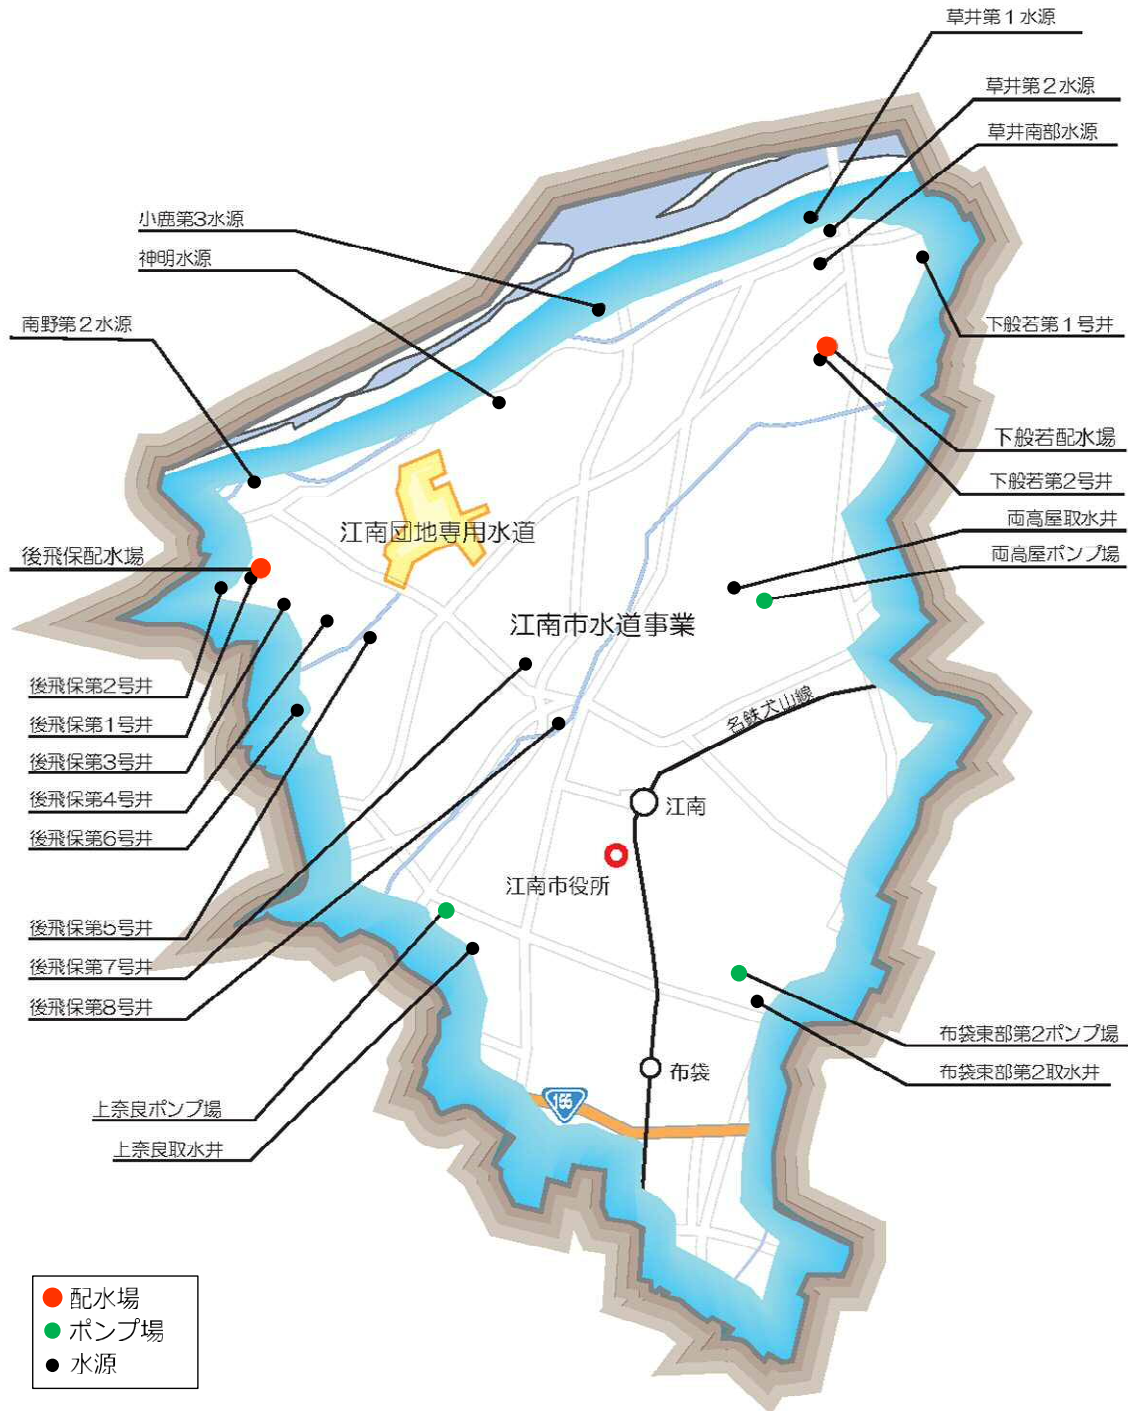 草井第１水源
草井第２水源
草井南部水源
小鹿第3水源
神明水源
南野第２水源
下般若第１号井
下般若配水場
下般若第2号井
両高屋取水井
両高屋ポンプ場
江南団地専用水道
後飛保配水場
江南市水道事業
後飛保第2号井
後飛保第1号井
後飛保第3号井
後飛保第4号井
後飛保第6号井
名鉄犬山線
江南
江南市役所
後飛保第5号井
後飛保第7号井
後飛保第8号井
布袋東部第2ポンプ場
布袋東部第2取水井
布袋
155
上奈良ポンプ場
上奈良取水井
配水場
ポンプ場
水源